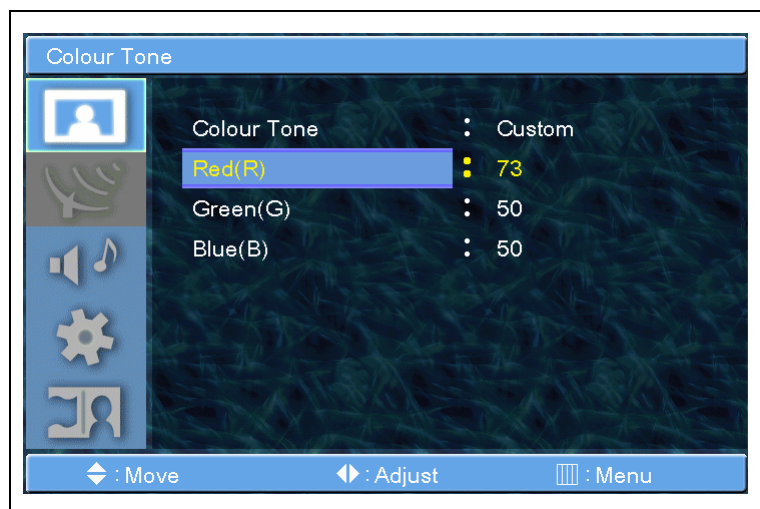 Colour Tone
Colour Tone : Custom
Red(R) : 73
Green(G) : 50
Blue(B) : 50
: Move : Adjust : Menu